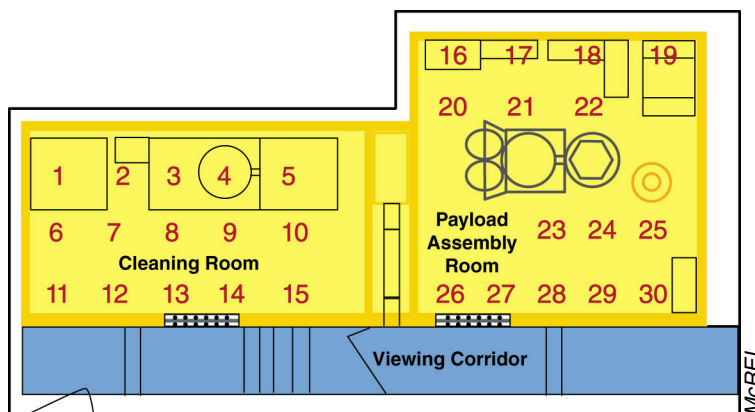 16 17 18 19
20 21 22
1 2 3 4 5
6 7 8 9 10
Payload
Assembly
Room
23 24 25
Cleaning Room
11 12 13 14 15
26 27 28 29 30
Viewing Corridor
McREL